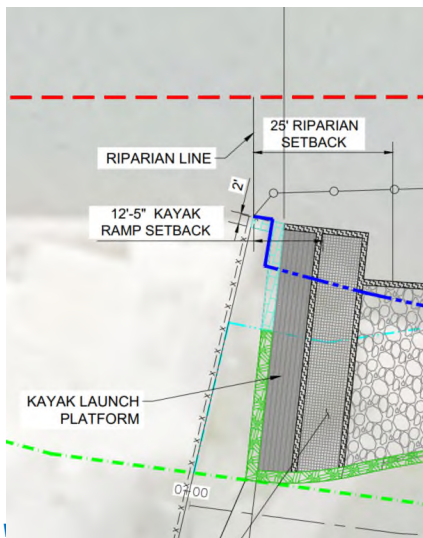 25' RIPARIAN
SETBACK
RIPARIAN LINE
2'
12'-5" KAYAK
RAMP SETBACK
KAYAK LAUNCH
PLATFORM
0+00